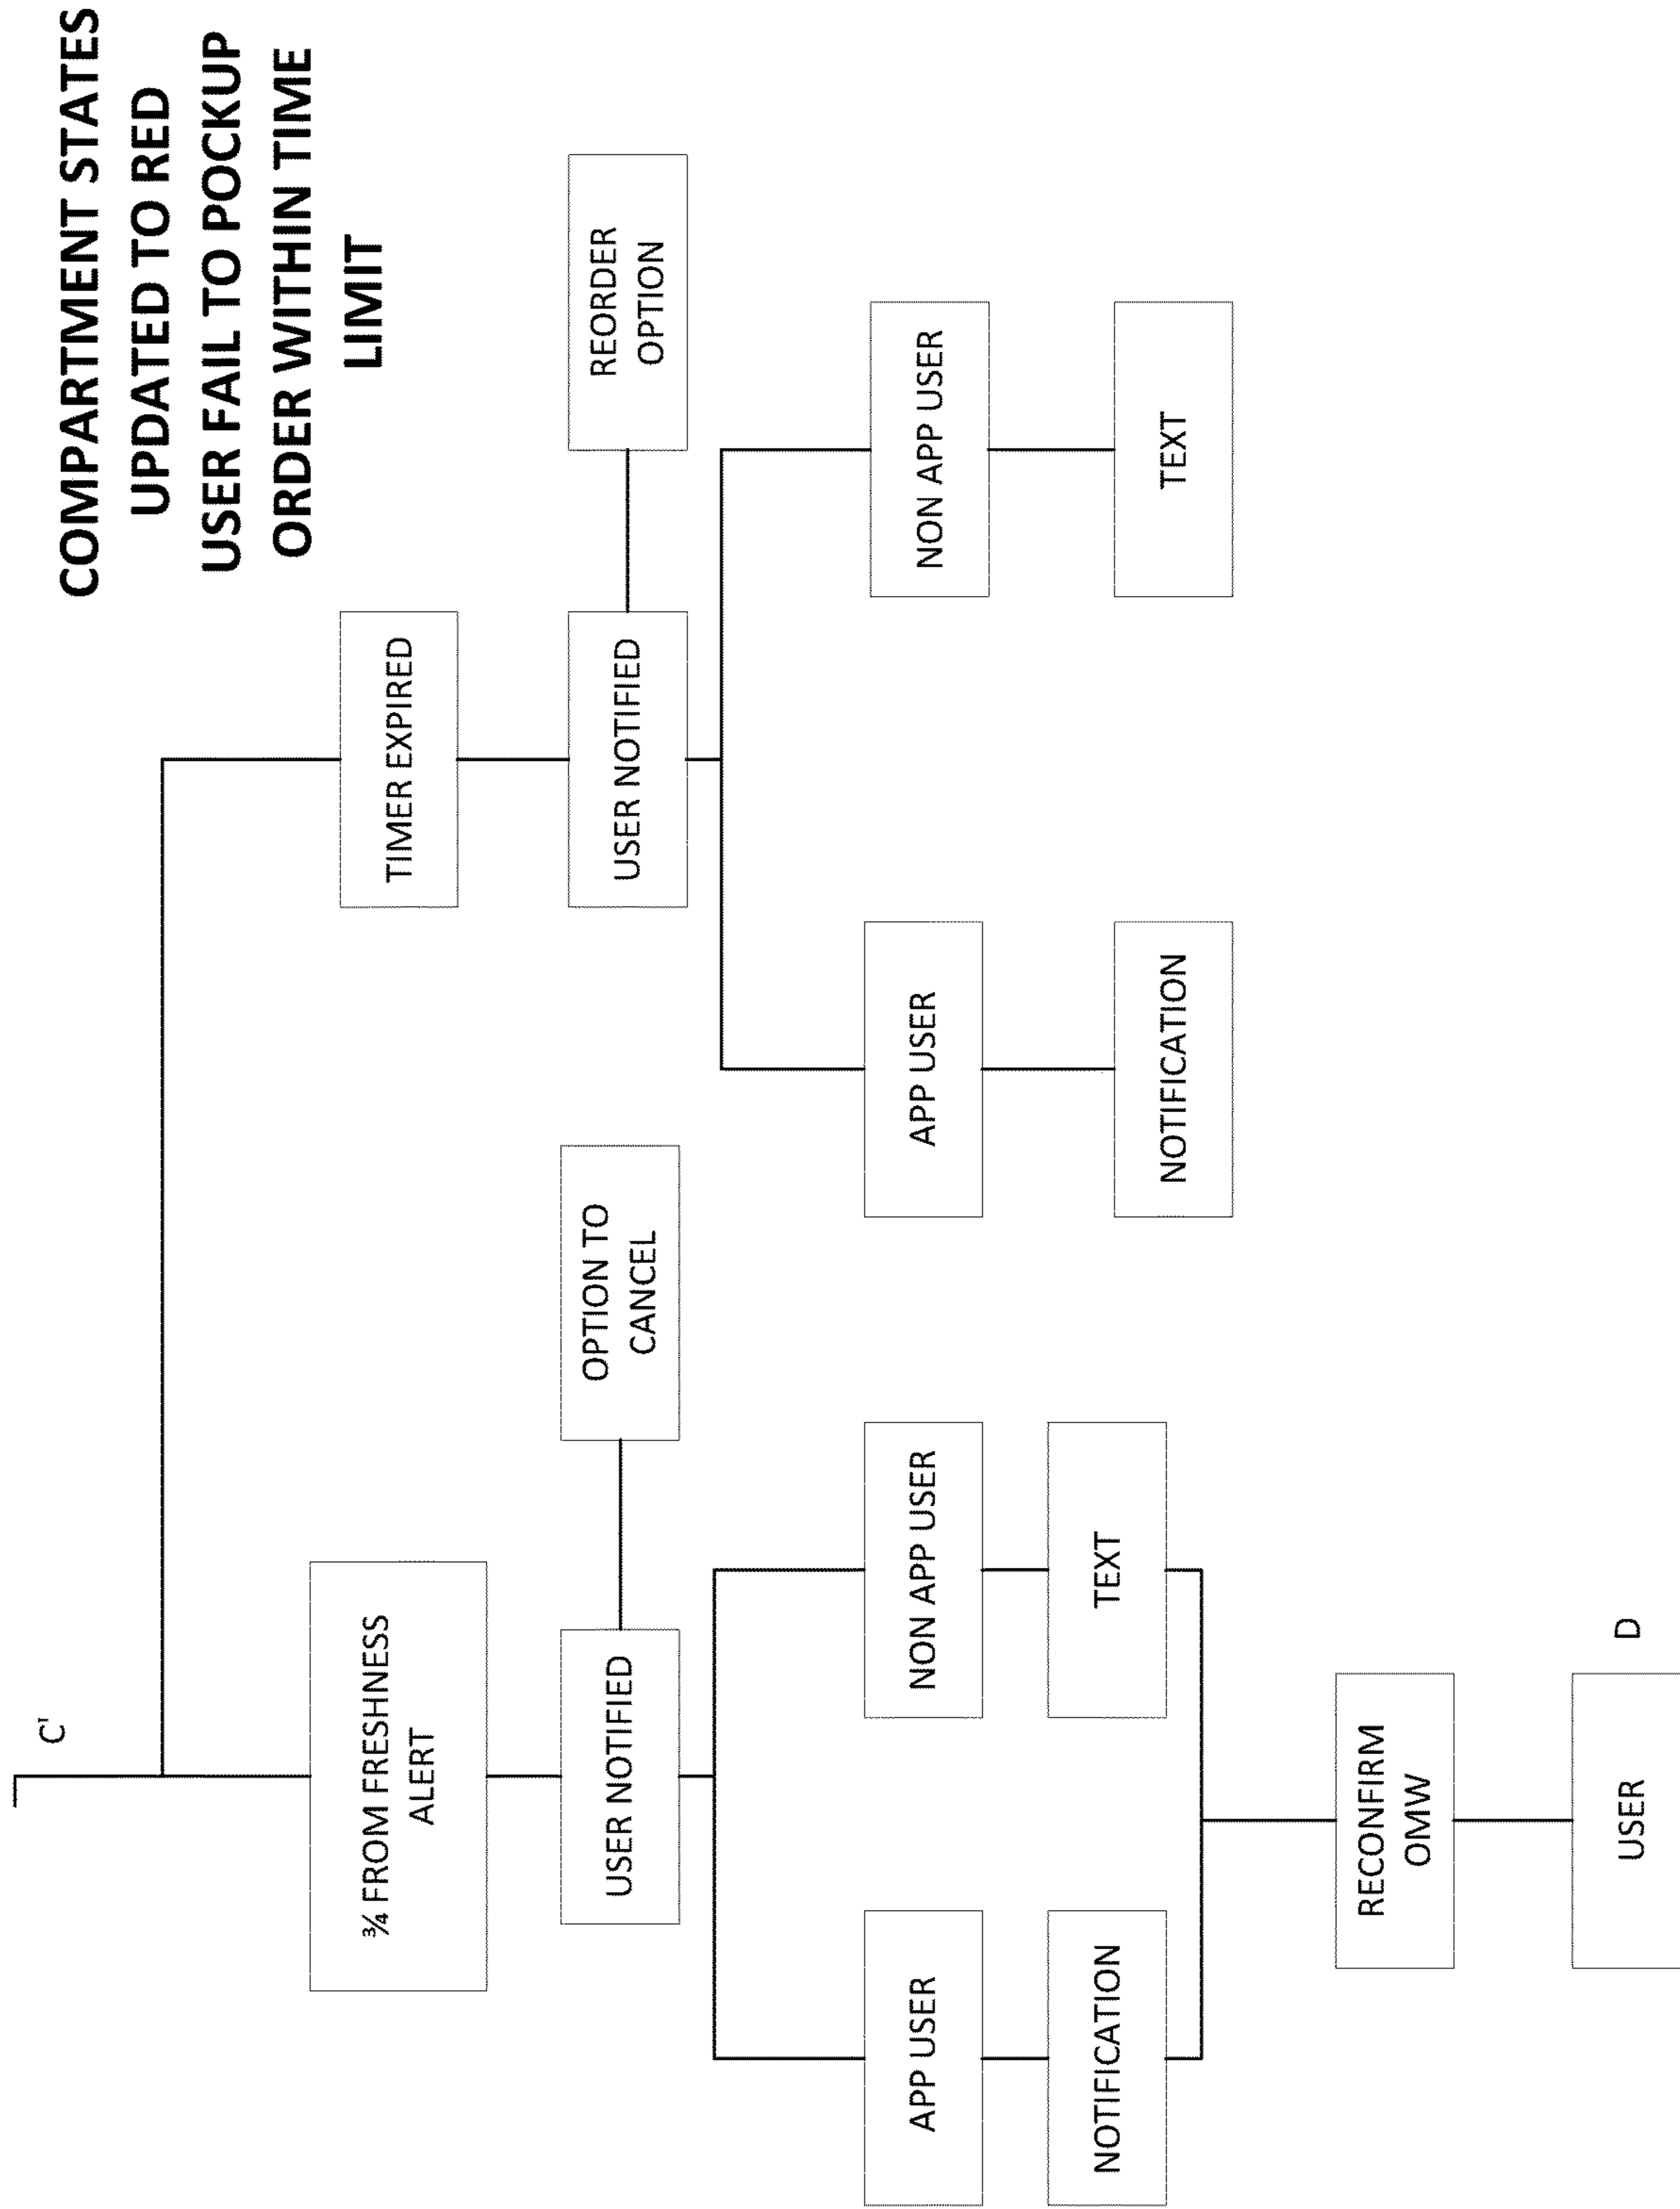 COMPARTMENT STATES
UPDATED TO RED
USER FAIL TO POCKUP
ORDER WITHIN TIME
LIMIT
C'
¾ FROM FRESHNESS
ALERT
TIMER EXPIRED
USER NOTIFIED
OPTION TO
CANCEL
USER NOTIFIED
REORDER
OPTION
APP USER
NON APP USER
APP USER
NON APP USER
NOTIFICATION
TEXT
NOTIFICATION
TEXT
RECONFIRM
OMW
USER
D